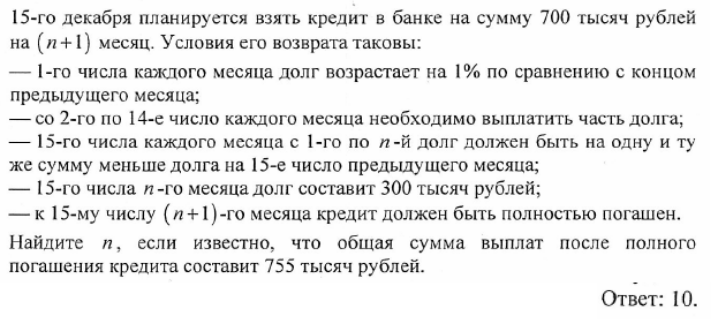 15-го декабря планируется взять кредит в банке на сумму 700 тысяч рублей
на (n+1) месяц. Условия его возврата таковы:
— 1-го числа каждого месяца долг возрастает на 1% по сравнению с концом
предыдущего месяца;
— со 2-го по 14-е число каждого месяца необходимо выплатить часть долга;
— 15-го числа каждого месяца с 1-го по n-й долг должен быть на одну и ту
же сумму меньше долга на 15-е число предыдущего месяца;
— 15-го числа n-го месяца долг составит 300 тысяч рублей;
— к 15-му числу (n+1)-го месяца кредит должен быть полностью погашен.
Найдите n, если известно, что общая сумма выплат после полного
погашения кредита составит 755 тысяч рублей.
Ответ: 10.